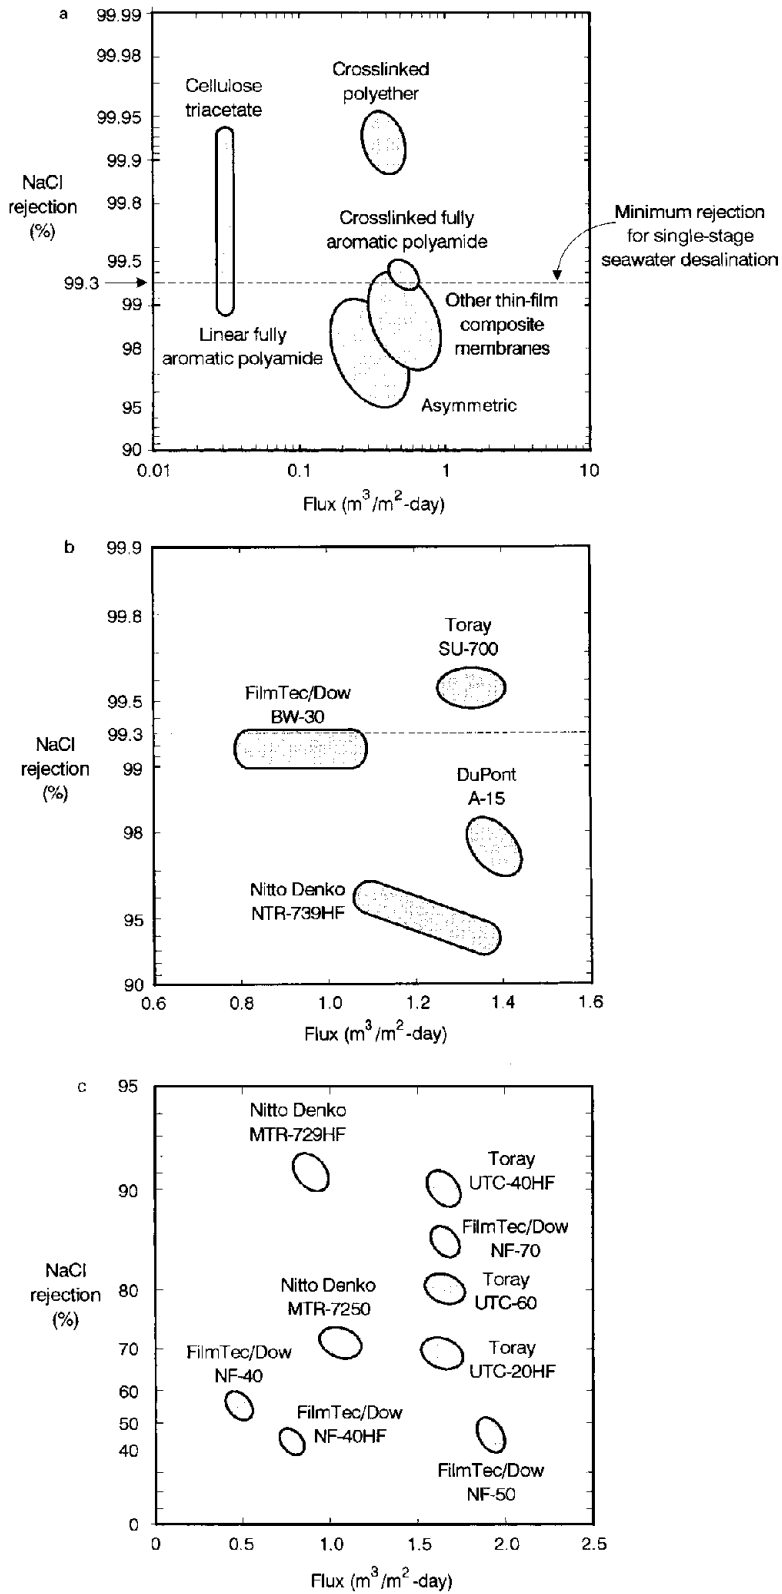 a
99.99
99.98
99.95
99.9
99.8
99.5
99.3
99
98
95
90
NaCl
rejection
(%)
Cellulose
triacetate
Crosslinked
polyether
Crosslinked fully
aromatic polyamide
Minimum rejection
for single-stage
seawater desalination
Linear fully
aromatic polyamide
Other thin-film
composite
membranes
Asymmetric
0.01 0.1 1 10
Flux (m³/m²-day)
b
99.9
99.8
99.5
99.3
99
98
95
90
NaCl
rejection
(%)
Toray
SU-700
FilmTec/Dow
BW-30
DuPont
A-15
Nitto Denko
NTR-739HF
0.6 0.8 1.0 1.2 1.4 1.6
Flux (m³/m²-day)
c
95
90
80
70
60
50
40
0
NaCl
rejection
(%)
Nitto Denko
MTR-729HF
Toray
UTC-40HF
FilmTec/Dow
NF-70
Nitto Denko
MTR-7250
Toray
UTC-60
FilmTec/Dow
NF-40
Toray
UTC-20HF
FilmTec/Dow
NF-40HF
FilmTec/Dow
NF-50
0 0.5 1.0 1.5 2.0 2.5
Flux (m³/m²-day)